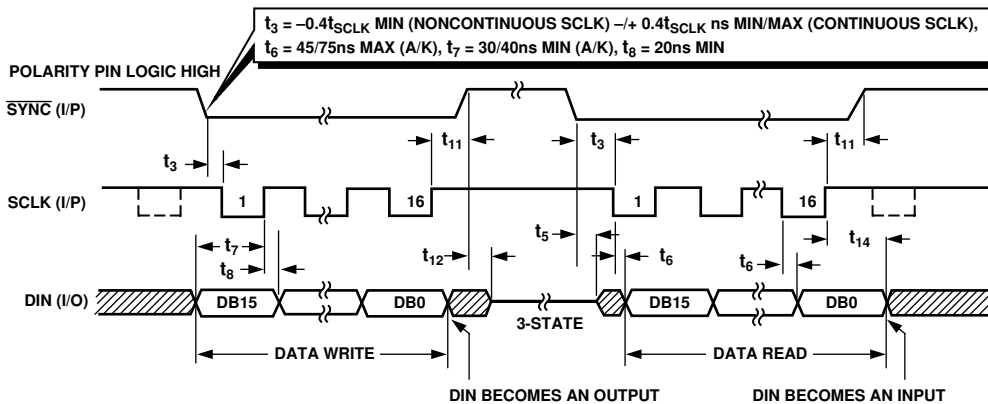 t3 = –0.4tSCLK MIN (NONCONTINUOUS SCLK) –/+ 0.4tSCLK ns MIN/MAX (CONTINUOUS SCLK),
t6 = 45/75ns MAX (A/K), t7 = 30/40ns MIN (A/K), t8 = 20ns MIN
POLARITY PIN LOGIC HIGH
SYNC (I/P)
t3
t11
t3
t11
SCLK (I/P)
1
16
1
16
t7
t8
t12
t5
t6
t6
t14
DIN (I/O)
DB15
DB0
3-STATE
DB15
DB0
DATA WRITE
DATA READ
DIN BECOMES AN OUTPUT
DIN BECOMES AN INPUT